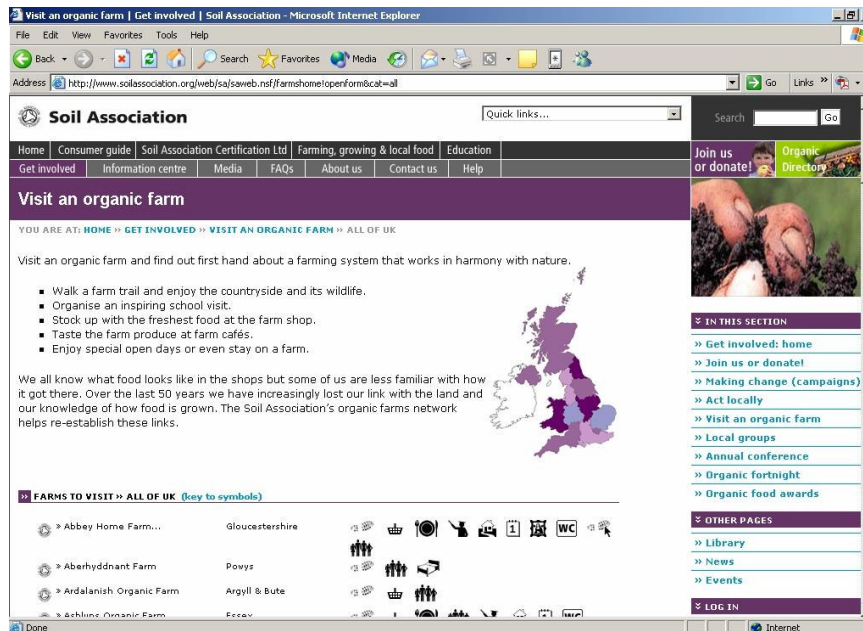 Visit an organic farm | Get involved | Soil Association - Microsoft Internet Explorer
File Edit View Favorites Tools Help
Back Search Favorites Media
Address http://www.soilassociation.org/web/sa/saweb.nsf/farmshome!openform&cat=all Go Links »
Soil Association
Quick links...
Search Go
Home Consumer guide Soil Association Certification Ltd Farming, growing & local food Education
Get involved Information centre Media FAQs About us Contact us Help
Join us or donate!
Organic Directory
Visit an organic farm
YOU ARE AT: HOME » GET INVOLVED » VISIT AN ORGANIC FARM » ALL OF UK
Visit an organic farm and find out first hand about a farming system that works in harmony with nature.
▪ Walk a farm trail and enjoy the countryside and its wildlife.
▪ Organise an inspiring school visit.
▪ Stock up with the freshest food at the farm shop.
▪ Taste the farm produce at farm cafés.
▪ Enjoy special open days or even stay on a farm.
We all know what food looks like in the shops but some of us are less familiar with how
it got there. Over the last 50 years we have increasingly lost our link with the land and
our knowledge of how food is grown. The Soil Association's organic farms network
helps re-establish these links.
» FARMS TO VISIT » ALL OF UK (key to symbols)
» Abbey Home Farm... Gloucestershire 1 WC
» Aberhyddnant Farm Powys
» Ardalanish Organic Farm Argyll & Bute
» Ashlyns Organic Farm Essex WC
IN THIS SECTION
» Get involved: home
» Join us or donate!
» Making change (campaigns)
» Act locally
» Visit an organic farm
» Local groups
» Annual conference
» Organic fortnight
» Organic food awards
OTHER PAGES
» Library
» News
» Events
LOG IN
Done Internet